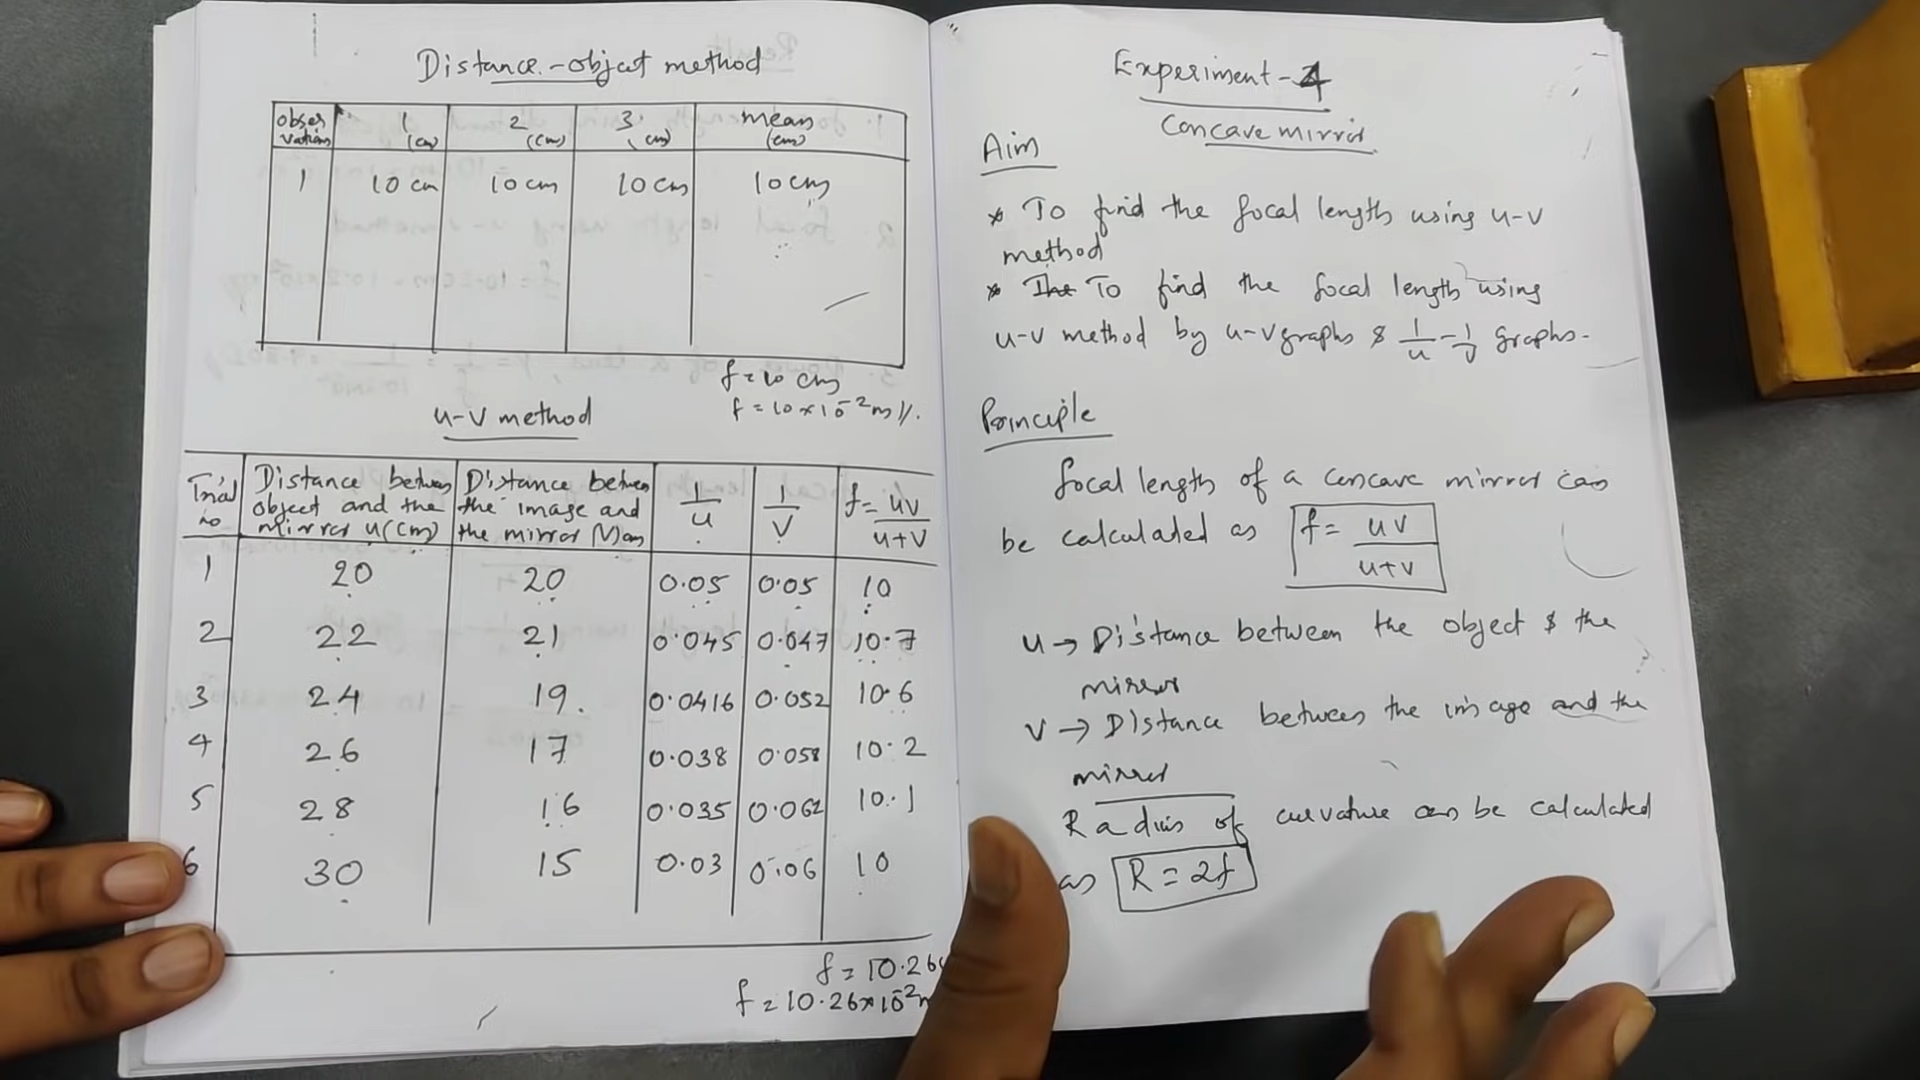 Distance-object method
obser
vations
1
(cm)
2
(cm)
3
(cm)
mean
(cm)
1 10 cm 10 cm 10 cm 10 cm
f = 10 cm
f = 10 × 10⁻² m //.
u-v method
Trial
no
Distance between
object and the
mirror u(cm)
Distance between
the image and
the mirror
1/u
1/v
f = uv/u+v
1 20 20 0.05 0.05 10
2 22 21 0.045 0.047 10.7
3 24 19. 0.0416 0.052 10.6
4 26 17 0.038 0.058 10.2
5 28 16 0.035 0.062 10.1
6 30 15 0.03 0.06 10
f = 10.26
f = 10.26×10⁻²m
Experiment-4
Concave mirror
Aim
* To find the focal length using u-v
method
* To find the focal length using
u-v method by u-v graphs & 1/u - 1/v graphs.
Principle
focal length of a concave mirror can
be calculated as f = uv/u+v
u → Distance between the object & the
mirror
v → Distance between the image and the
mirror
Radius of curvature can be calculated
as R = 2f